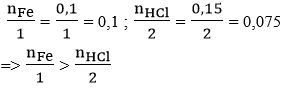 n_Fe/1 = 0,1/1 = 0,1 ; n_HCl/2 = 0,15/2 = 0,075
=> n_Fe/1 > n_HCl/2